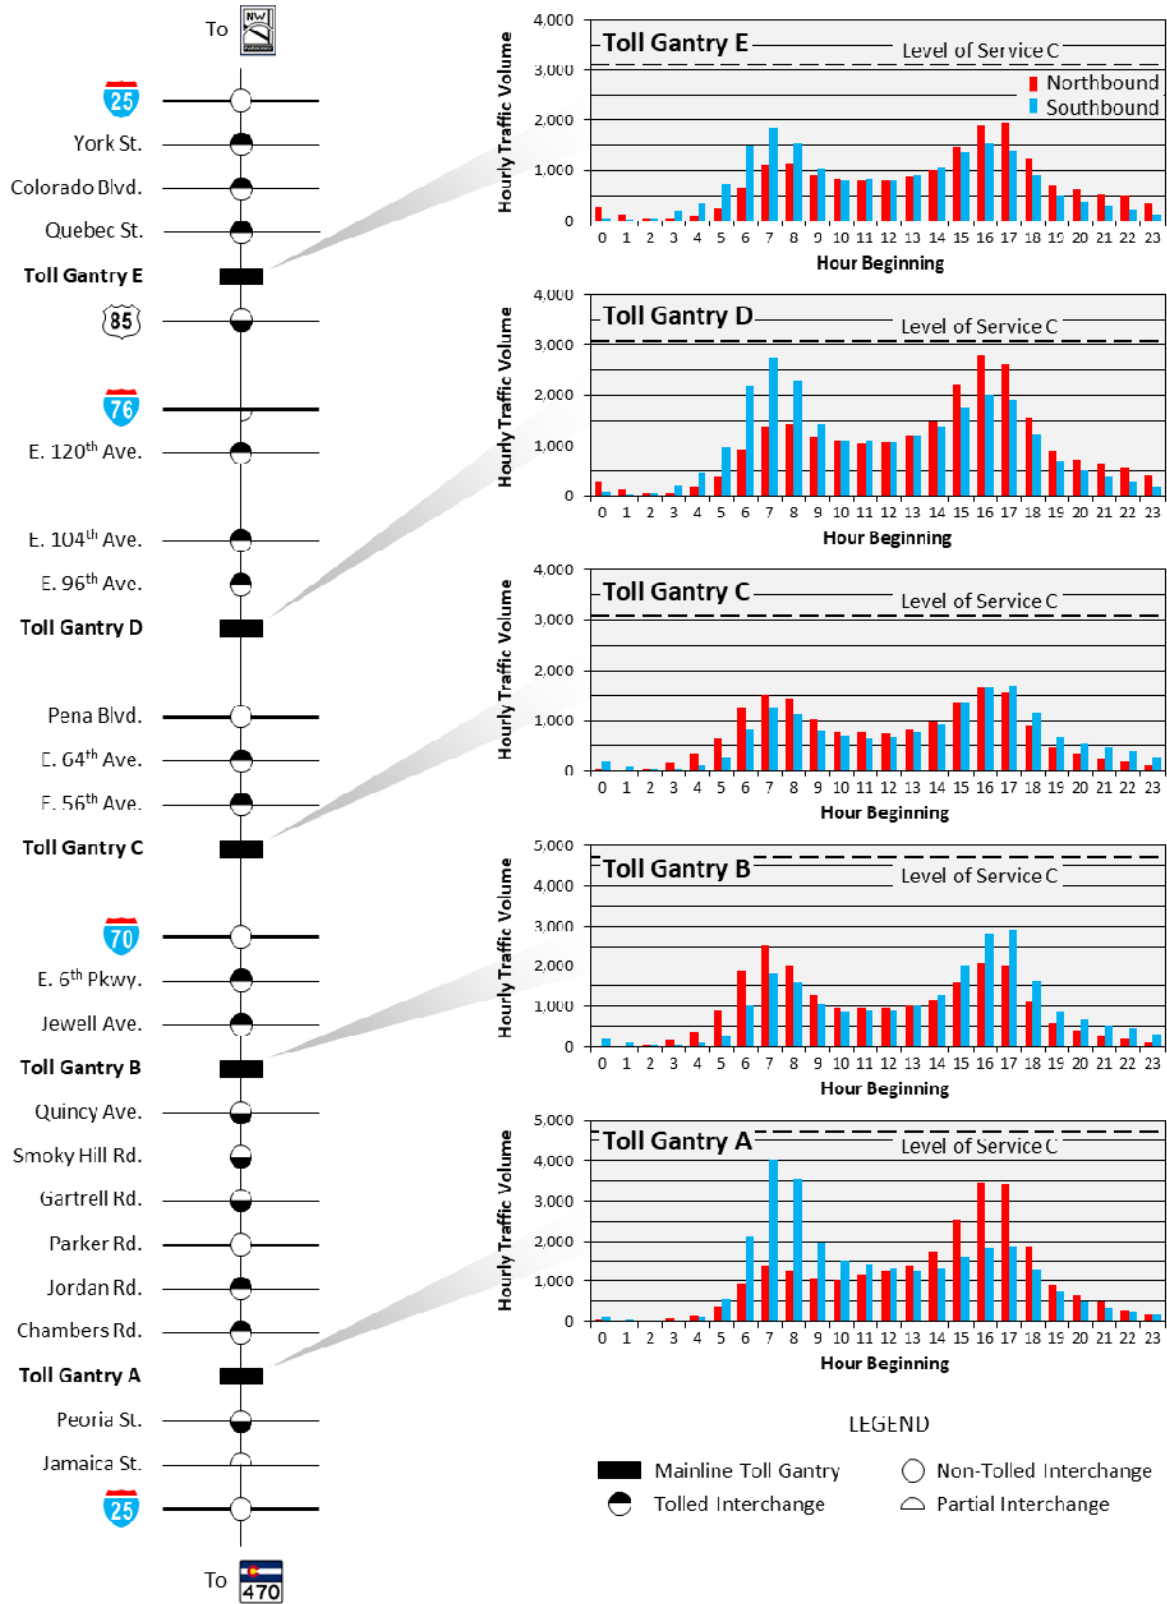 To
NW
PARKWAY
25
York St.
Colorado Blvd.
Quebec St.
Toll Gantry E
85
76
E. 120th Ave.
E. 104th Ave.
E. 96th Ave.
Toll Gantry D
Pena Blvd.
E. 64th Ave.
E. 56th Ave.
Toll Gantry C
70
E. 6th Pkwy.
Jewell Ave.
Toll Gantry B
Quincy Ave.
Smoky Hill Rd.
Gartrell Rd.
Parker Rd.
Jordan Rd.
Chambers Rd.
Toll Gantry A
Peoria St.
Jamaica St.
25
To
470
Toll Gantry E
Level of Service C
Northbound
Southbound
Hourly Traffic Volume
4,000
3,000
2,000
1,000
0
0 1 2 3 4 5 6 7 8 9 10 11 12 13 14 15 16 17 18 19 20 21 22 23
Hour Beginning
Toll Gantry D
Level of Service C
Hourly Traffic Volume
4,000
3,000
2,000
1,000
0
0 1 2 3 4 5 6 7 8 9 10 11 12 13 14 15 16 17 18 19 20 21 22 23
Hour Beginning
Toll Gantry C
Level of Service C
Hourly Traffic Volume
4,000
3,000
2,000
1,000
0
0 1 2 3 4 5 6 7 8 9 10 11 12 13 14 15 16 17 18 19 20 21 22 23
Hour Beginning
Toll Gantry B
Level of Service C
Hourly Traffic Volume
5,000
4,000
3,000
2,000
1,000
0
0 1 2 3 4 5 6 7 8 9 10 11 12 13 14 15 16 17 18 19 20 21 22 23
Hour Beginning
Toll Gantry A
Level of Service C
Hourly Traffic Volume
5,000
4,000
3,000
2,000
1,000
0
0 1 2 3 4 5 6 7 8 9 10 11 12 13 14 15 16 17 18 19 20 21 22 23
Hour Beginning
LEGEND
Mainline Toll Gantry
Non-Tolled Interchange
Tolled Interchange
Partial Interchange